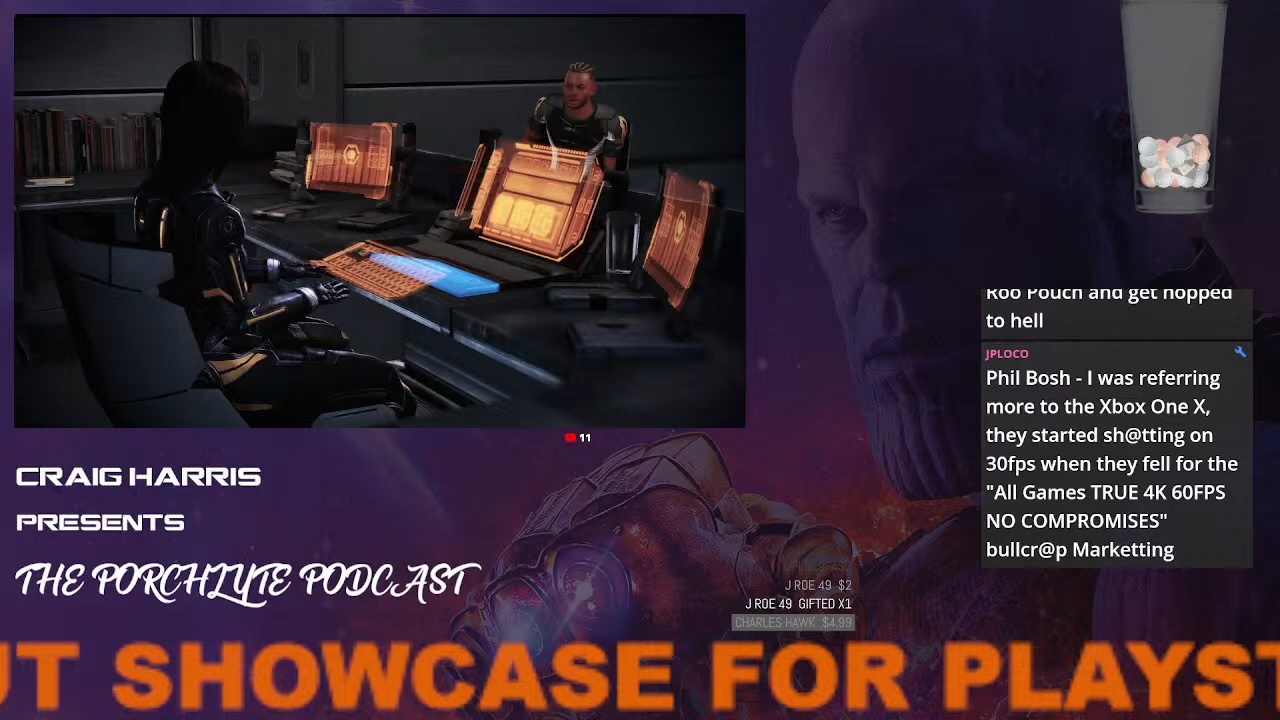 Roo Pouch and get hopped
to hell
JPLOCO
Phil Bosh - I was referring
more to the Xbox One X,
they started sh@tting on
30fps when they fell for the
"All Games TRUE 4K 60FPS
NO COMPROMISES"
bullcr@p Marketting
11
CRAIG HARRIS
PRESENTS
THE PORCHLYTE PODCAST
J ROE 49 $2
J ROE 49 GIFTED X1
CHARLES HAWK $4.99
UT SHOWCASE FOR PLAYST